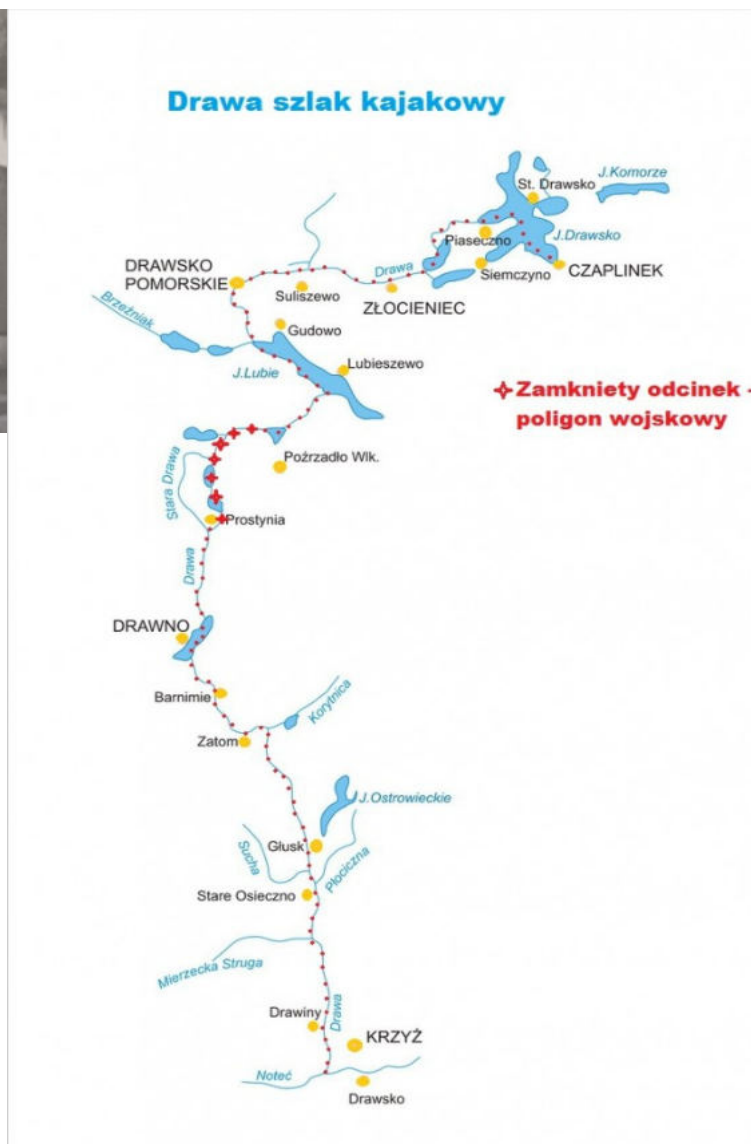 Drawa szlak kajakowy
J.Komorze
St. Drawsko
Piaseczno
J.Drawsko
DRAWSKO
POMORSKIE
Drawa
Siemczyno
CZAPLINEK
Suliszewo
ZŁOCIENIEC
Brzeźniak
Gudowo
J.Lubie
Lubieszewo
Zamkniety odcinek -
poligon wojskowy
Poźrzadło Wlk.
Stara Drawa
Prostynia
Drawa
DRAWNO
Barnimie
Korytnica
Zatom
J.Ostrowieckie
Głusk
Sucha
Płociczna
Stare Osieczno
Mierzecka Struga
Drawiny
Drawa
KRZYŻ
Noteć
Drawsko